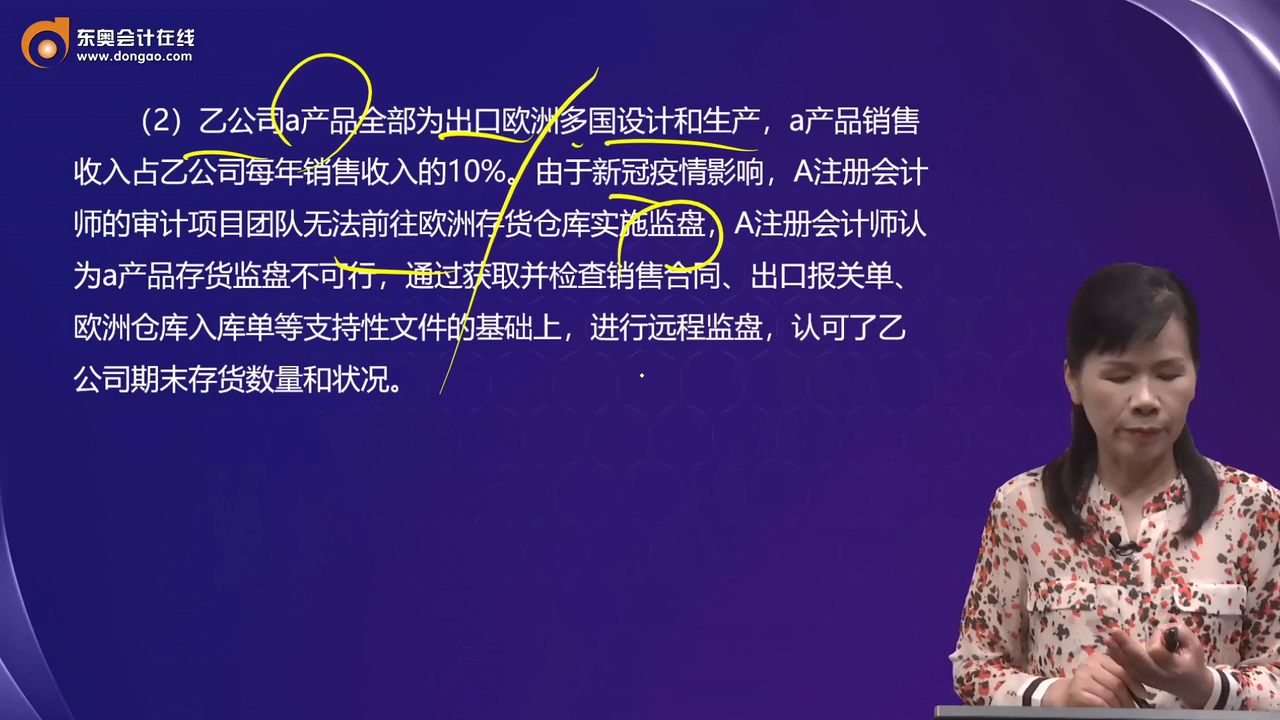 东奥会计在线
www.dongao.com
（2）乙公司a产品全部为出口欧洲多国设计和生产，a产品销售
收入占乙公司每年销售收入的10%。由于新冠疫情影响，A注册会计
师的审计项目团队无法前往欧洲存货仓库实施监盘，A注册会计师认
为a产品存货监盘不可行，通过获取并检查销售合同、出口报关单、
欧洲仓库入库单等支持性文件的基础上，进行远程监盘，认可了乙
公司期末存货数量和状况。